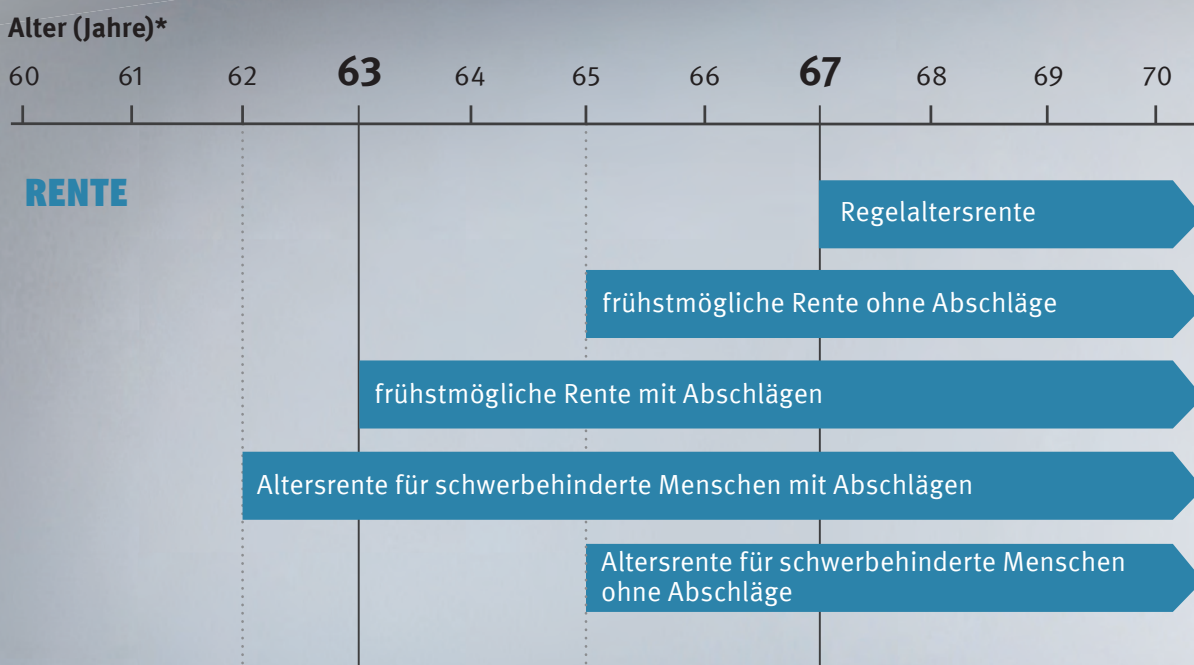 Alter (Jahre)*
60 61 62 63 64 65 66 67 68 69 70
RENTE
Regelaltersrente
frühstmögliche Rente ohne Abschläge
frühstmögliche Rente mit Abschlägen
Altersrente für schwerbehinderte Menschen mit Abschlägen
Altersrente für schwerbehinderte Menschen
ohne Abschläge